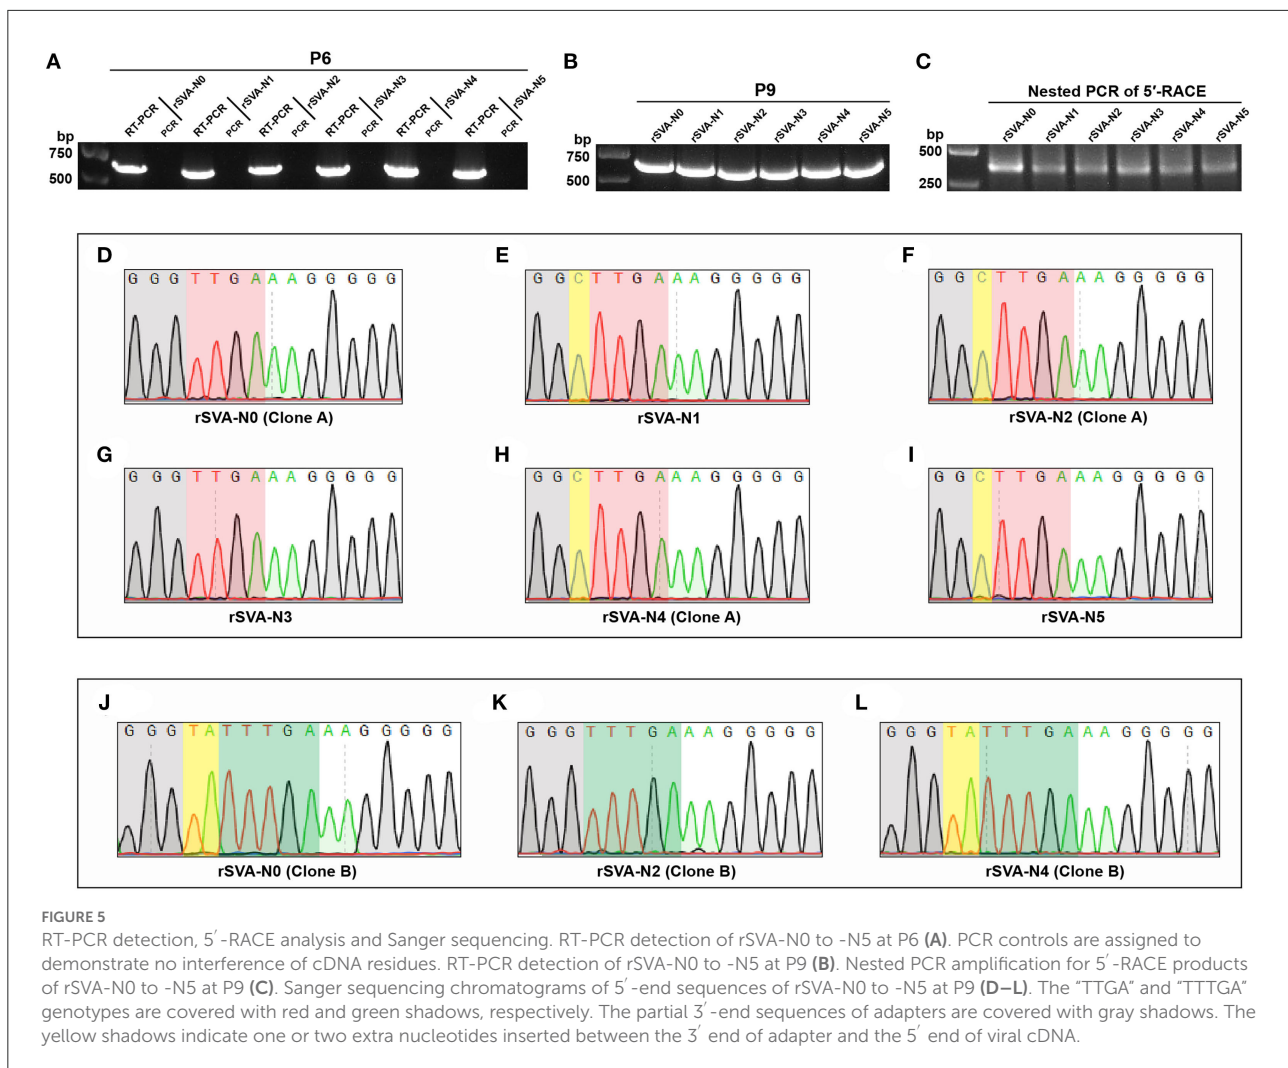 A
P6
RT-PCR PCR rSVA-N0 RT-PCR PCR rSVA-N1 RT-PCR PCR rSVA-N2 RT-PCR PCR rSVA-N3 RT-PCR PCR rSVA-N4 RT-PCR PCR rSVA-N5
bp
750
500
B
P9
rSVA-N0 rSVA-N1 rSVA-N2 rSVA-N3 rSVA-N4 rSVA-N5
bp
750
500
C
Nested PCR of 5′-RACE
rSVA-N0 rSVA-N1 rSVA-N2 rSVA-N3 rSVA-N4 rSVA-N5
bp
500
250
D
G G G T T G A A A G G G G G
rSVA-N0 (Clone A)
E
G G C T T G A A A G G G G G
rSVA-N1
F
G G C T T G A A A G G G G G
rSVA-N2 (Clone A)
G
G G G T T G A A A G G G G G
rSVA-N3
H
G G C T T G A A A G G G G G
rSVA-N4 (Clone A)
I
G G C T T G A A A G G G G G
rSVA-N5
J
G G G T A T T T G A A A G G G G G
rSVA-N0 (Clone B)
K
G G G T T T G A A A G G G G G
rSVA-N2 (Clone B)
L
G G G T A T T T G A A A G G G G G
rSVA-N4 (Clone B)
FIGURE 5
RT-PCR detection, 5′-RACE analysis and Sanger sequencing. RT-PCR detection of rSVA-N0 to -N5 at P6 (A). PCR controls are assigned to
demonstrate no interference of cDNA residues. RT-PCR detection of rSVA-N0 to -N5 at P9 (B). Nested PCR amplification for 5′-RACE products
of rSVA-N0 to -N5 at P9 (C). Sanger sequencing chromatograms of 5′-end sequences of rSVA-N0 to -N5 at P9 (D–L). The "TTGA" and "TTTGA"
genotypes are covered with red and green shadows, respectively. The partial 3′-end sequences of adapters are covered with gray shadows. The
yellow shadows indicate one or two extra nucleotides inserted between the 3′ end of adapter and the 5′ end of viral cDNA.